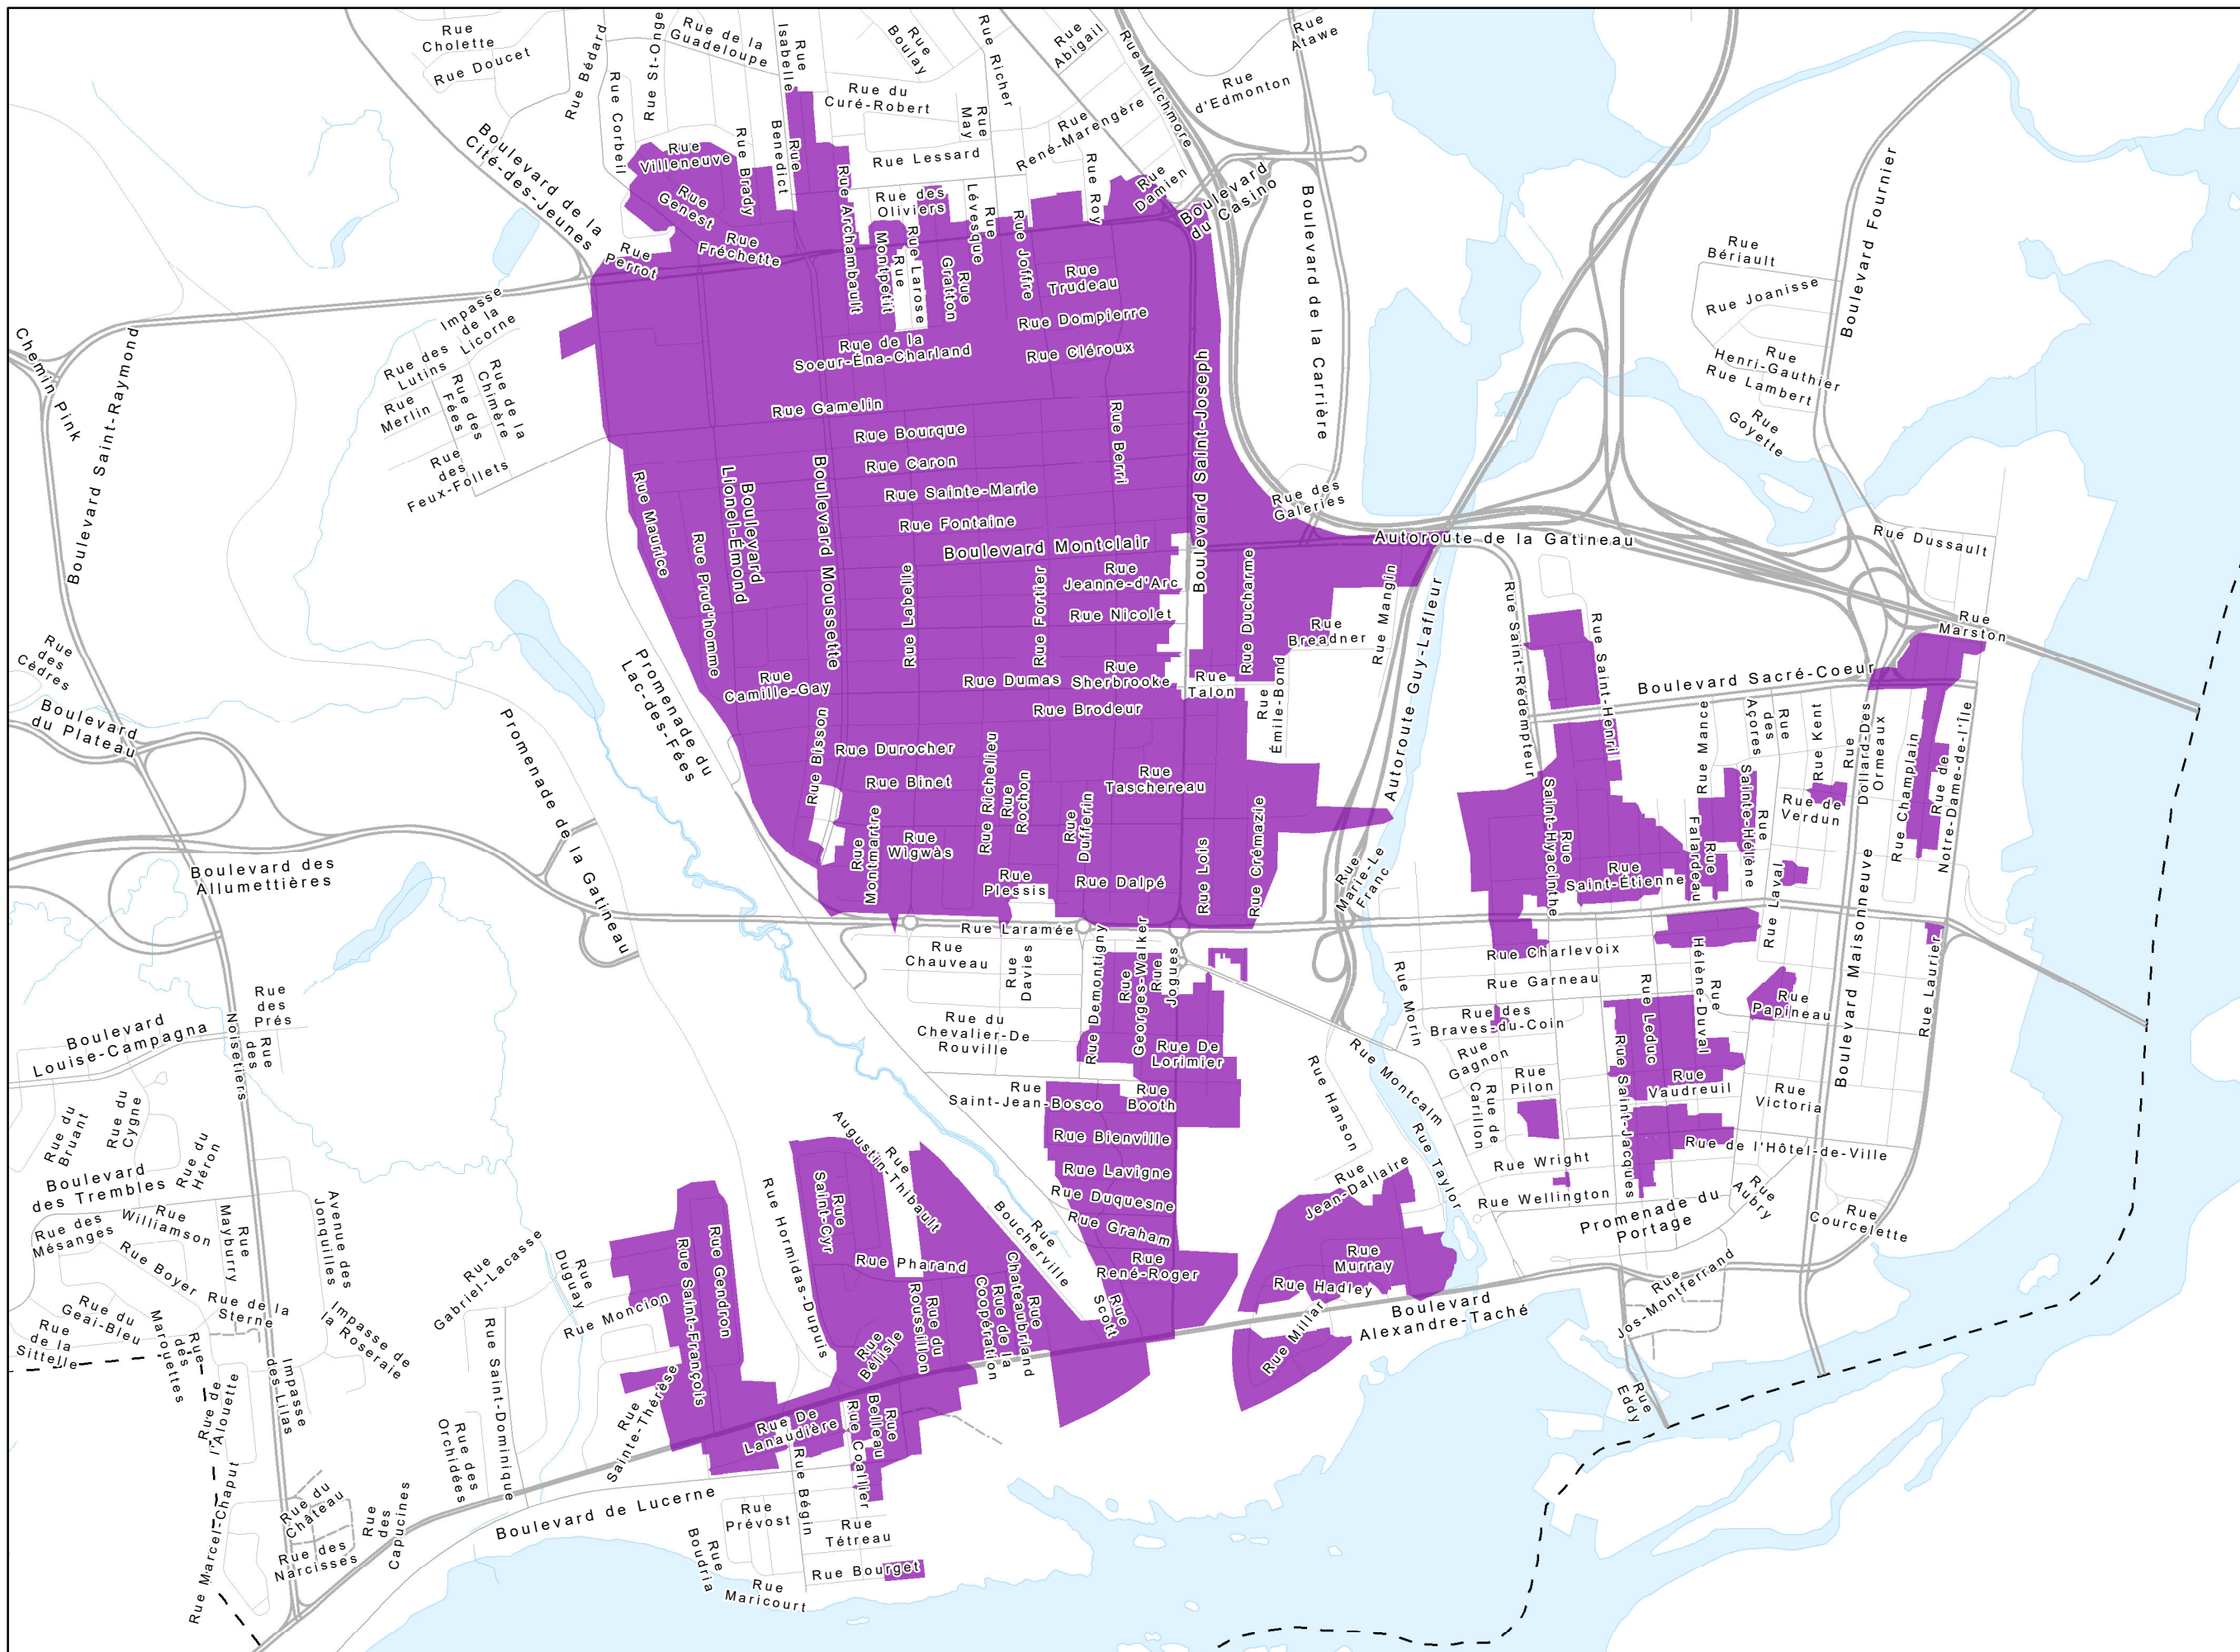 Rue
Cholette
Rue Doucet
Rue Bédard
Rue St-Onge
Rue de la
Guadeloupe
Rue
Isabelle
Rue
Boulay
Rue Richer
Rue
Abigail
Rue Mutchmore
Rue
Atawe
Rue
d'Edmonton
Rue du
Curé-Robert
Rue
May
Rue
René-Marengère
Rue Corbeil
Boulevard de la
Cité-des-Jeunes
Rue
Villeneuve
Rue Brady
Rue
Benedict
Rue Lessard
Rue Roy
Rue
Damien
Boulevard
du Casino
Rue
Genest
Rue Archambault
Rue des
Oliviers
Rue
Lévesque
Rue Joffre
Rue
Perrot
Rue
Fréchette
Rue
Montpetit
Rue Larose
Rue
Gratton
Rue
Trudeau
Boulevard de la Carrière
Boulevard Fournier
Rue
Bériault
Rue Joanisse
Rue
Henri-Gauthier
Rue Lambert
Rue
Goyette
Rue Dompierre
Rue de la
Soeur-Éna-Charland
Rue Cléroux
Impasse
de la
Licorne
Rue des
Lutins
Rue
Merlin
Rue des
Fées
Rue de la
Chimère
Rue
des
Feux-Follets
Chemin Pink
Boulevard Saint-Raymond
Rue Gamelin
Rue Bourque
Rue Caron
Rue Sainte-Marie
Rue Fontaine
Rue Berri
Boulevard Saint-Joseph
Boulevard Montclair
Rue des
Galeries
Autoroute de la Gatineau
Rue Dussault
Rue
Marston
Rue Maurice
Rue Prud'homme
Boulevard
Lionel-Émond
Boulevard Moussette
Rue Labelle
Rue Fortier
Rue
Jeanne-d'Arc
Rue Nicolet
Rue Ducharme
Rue
Breadner
Rue Mangin
Autoroute Guy-Lafleur
Rue Saint-Rédempteur
Rue Saint-Henri
Boulevard Sacré-Coeur
Rue
Camille-Gay
Rue Dumas
Rue
Sherbrooke
Rue
Talon
Rue
Émile-Bond
Rue Brodeur
Rue Durocher
Rue Binet
Rue Bisson
Rue Richelieu
Rue
Rochon
Rue
Taschereau
Rue
Dufferin
Rue
Wigwàs
Rue
Montmartre
Rue
Plessis
Rue Dalpé
Rue Lois
Rue Crémazie
Rue
Marie-Le
Franc
Rue
Saint-Hyacinthe
Rue
Saint-Étienne
Rue
Falardeau
Rue Mance
Rue
Sainte-Hélène
Rue
des
Açores
Rue Kent
Rue de
Verdun
Rue
Dollard-Des
Ormeaux
Rue Champlain
Rue de
Notre-Dame-de-l'Île
Rue Laval
Boulevard Maisonneuve
Rue Laurier
Rue
des
Cèdres
Boulevard
du Plateau
Boulevard des
Allumettières
Promenade de la Gatineau
Promenade du
Lac-des-Fées
Rue Laramée
Rue
Chauveau
Rue
Davies
Rue du
Chevalier-De
Rouville
Rue Demontigny
Rue
Georges-Walker
Rue
Jogues
Rue De
Lorimier
Rue
Saint-Jean-Bosco
Rue
Booth
Rue Bienville
Rue Lavigne
Rue Duquesne
Rue Graham
Rue
René-Roger
Rue
Scott
Rue Charlevoix
Rue Garneau
Rue Morin
Rue des
Braves-du-Coin
Rue
Gagnon
Rue
Pilon
Rue de
Carillon
Rue Montcalm
Rue Hanson
Rue Taylor
Rue
Jean-Dallaire
Rue
Murray
Rue Hadley
Rue Millar
Boulevard
Alexandre-Taché
Rue Leduc
Rue
Hélène-Duval
Rue
Papineau
Rue
Vaudreuil
Rue
Victoria
Rue Saint-Jacques
Rue de l'Hôtel-de-Ville
Rue Wright
Rue Wellington
Promenade du
Portage
Rue
Aubry
Rue
Courcelette
Rue
Jos-Montferrand
Rue
Eddy
Boulevard
Louise-Campagna
Rue
des
Prés
Rue
des
Noisetiers
Rue du
Bruant
Rue du
Cygne
Rue du
Héron
Boulevard
des Trembles
Rue des
Mésanges
Rue
Williamson
Rue
Mayburry
Avenue des
Jonquilles
Rue Boyer
Rue du
Geai-Bleu
Rue
de la
Sittelle
Rue
des
Marouettes
Rue de la
Sterne
Impasse de
la Roseraie
Impasse
des Lilas
Rue de
l'Alouette
Rue Marcel-Chaput
Rue du
Château
Rue des
Narcisses
Rue
des
Capucines
Rue des
Orchidées
Rue Saint-Dominique
Rue
Gabriel-Lacasse
Rue
Duguay
Rue Moncion
Rue
Sainte-Thérèse
Rue Saint-François
Rue Gendron
Rue Hormidas-Dupuis
Rue
Saint-Cyr
Rue
Augustin-Thibault
Rue Pharand
Rue
Boucherville
Rue
Chateaubriand
Rue de la
Coopération
Rue du
Roussillon
Rue
Bélisle
Rue De
Lanaudière
Rue
Belleau
Rue Coallier
Rue Bégin
Boulevard de Lucerne
Rue
Prévost
Rue
Tétreau
Rue
Boudria
Rue Bourget
Rue
Maricourt